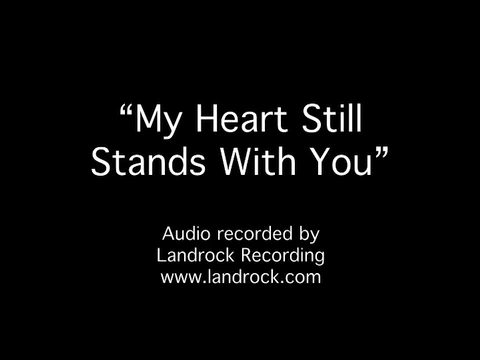 “My Heart Still
Stands With You”
Audio recorded by
Landrock Recording
www.landrock.com